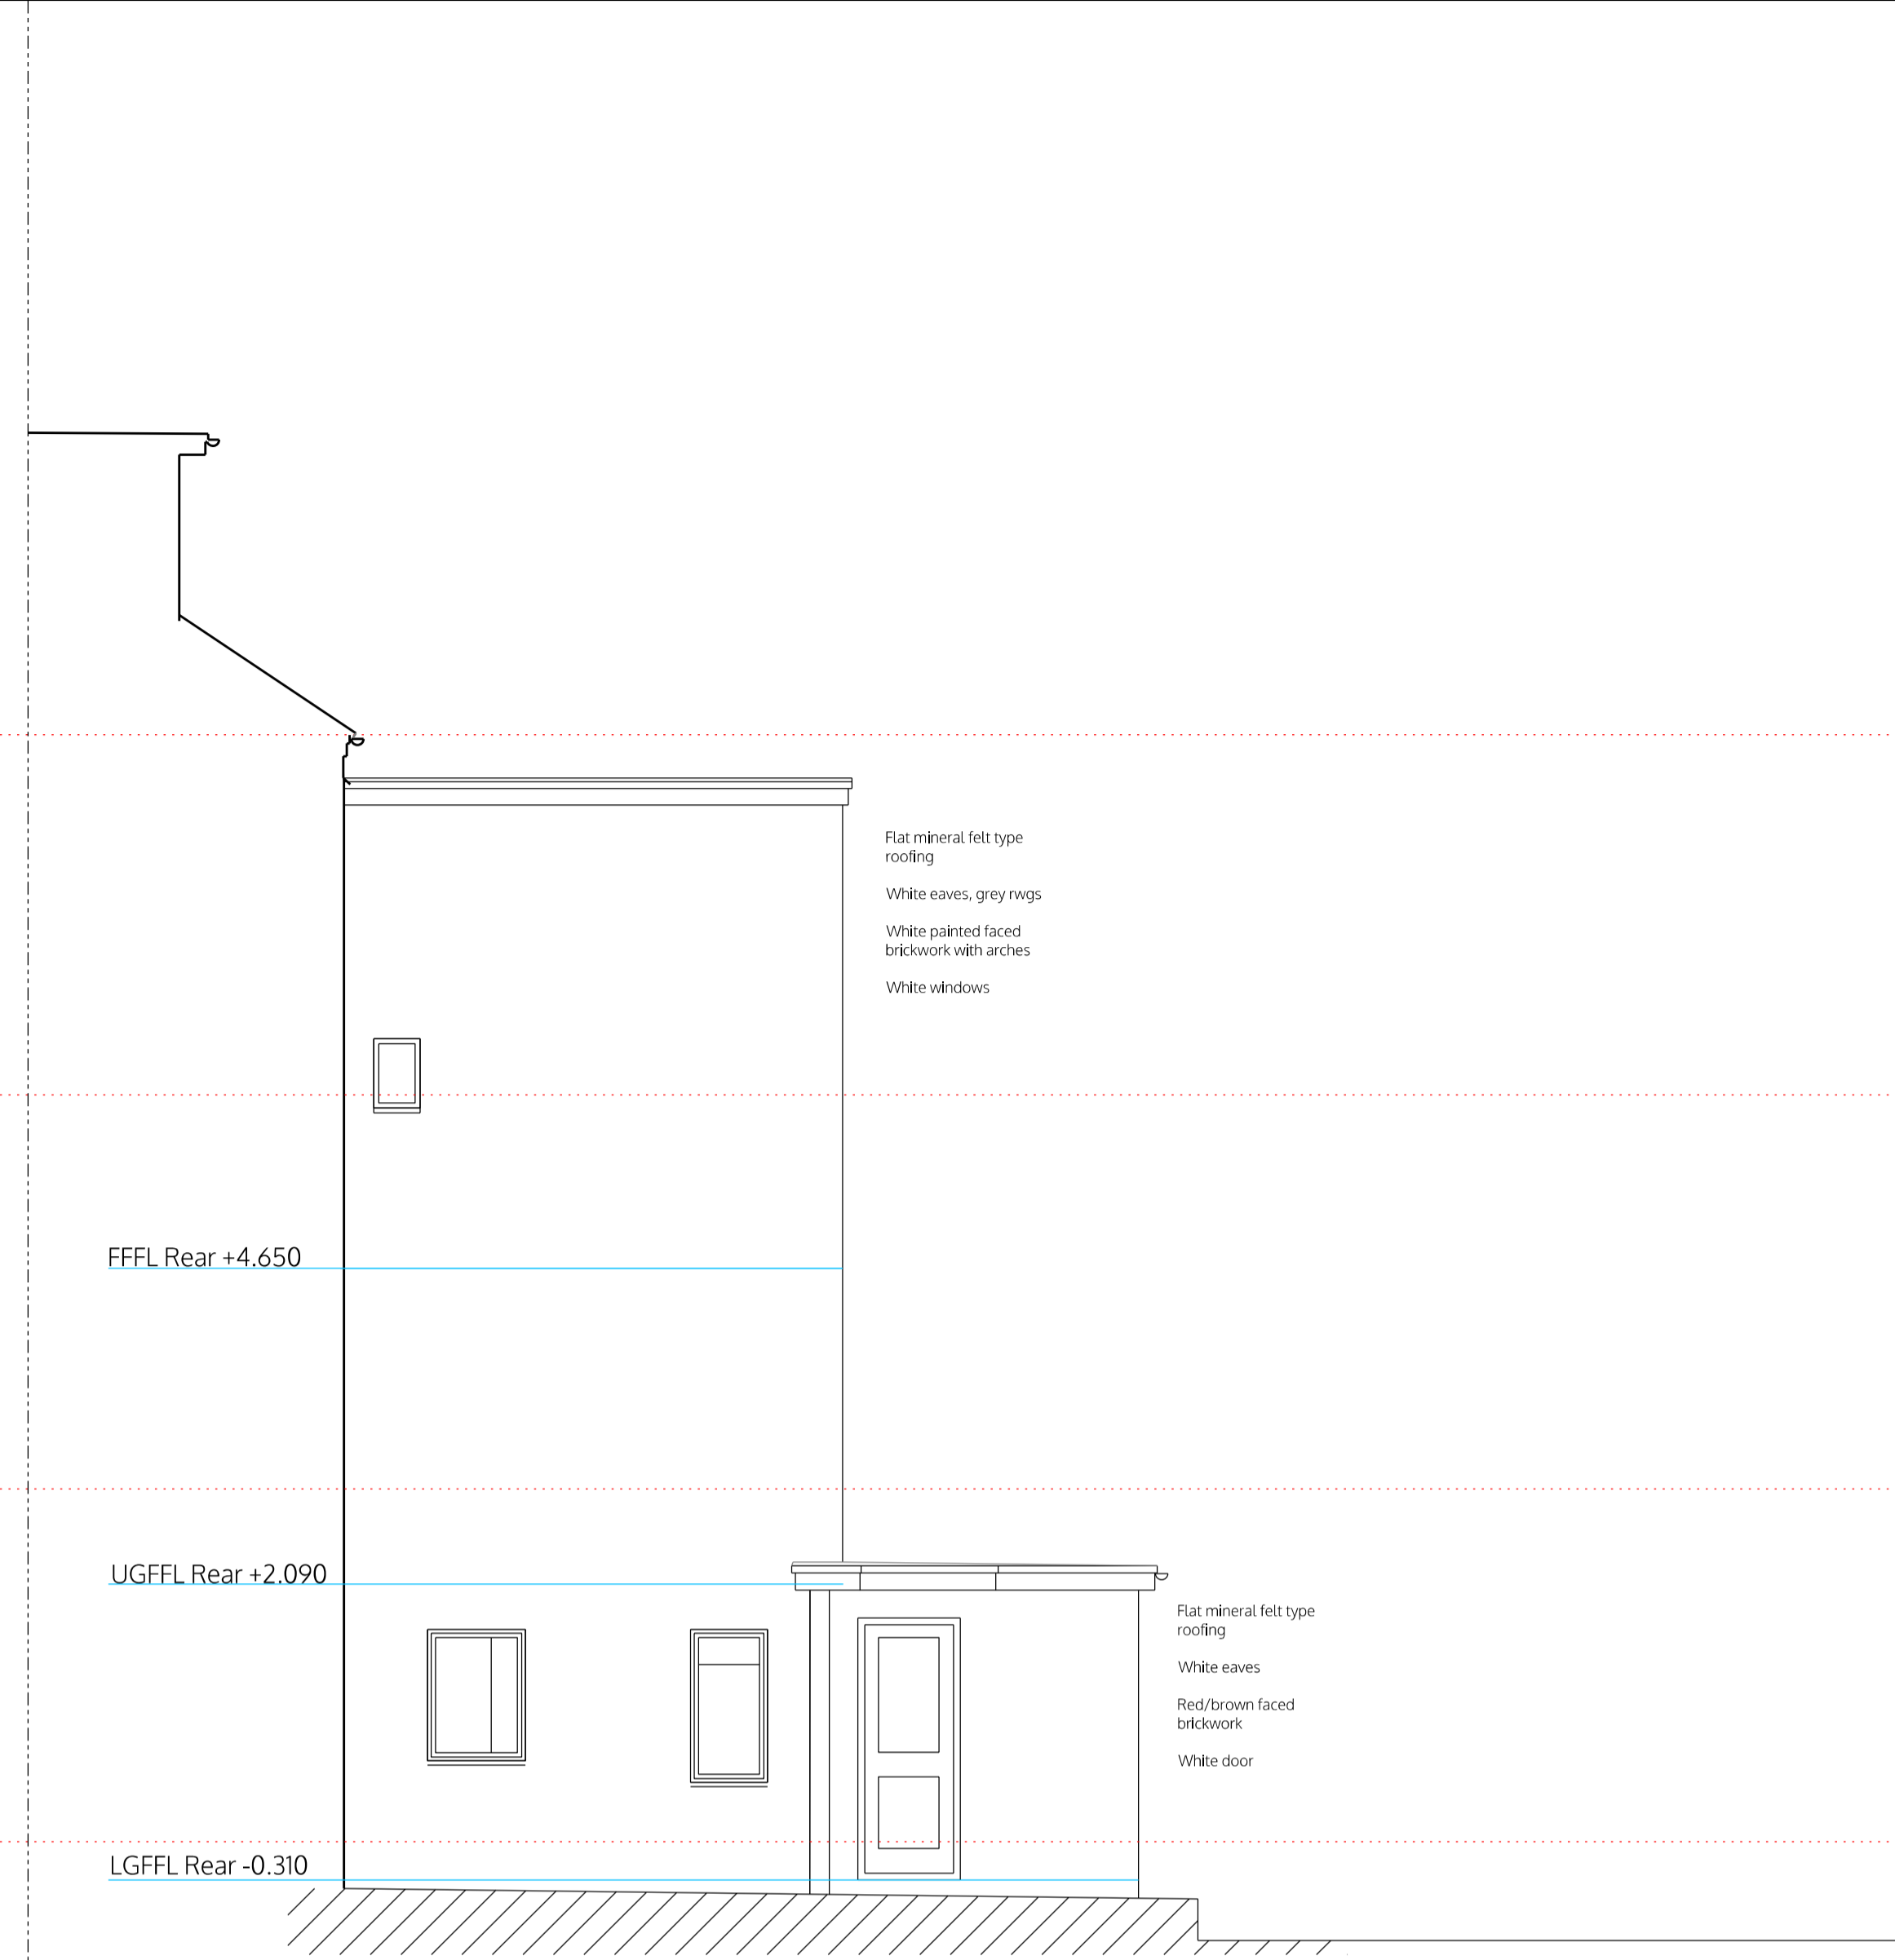 Flat mineral felt type
roofing
White eaves, grey rwgs
White painted faced
brickwork with arches
White windows
FFFL Rear +4.650
UGFFL Rear +2.090
Flat mineral felt type
roofing
White eaves
Red/brown faced
brickwork
White door
LGFFL Rear -0.310